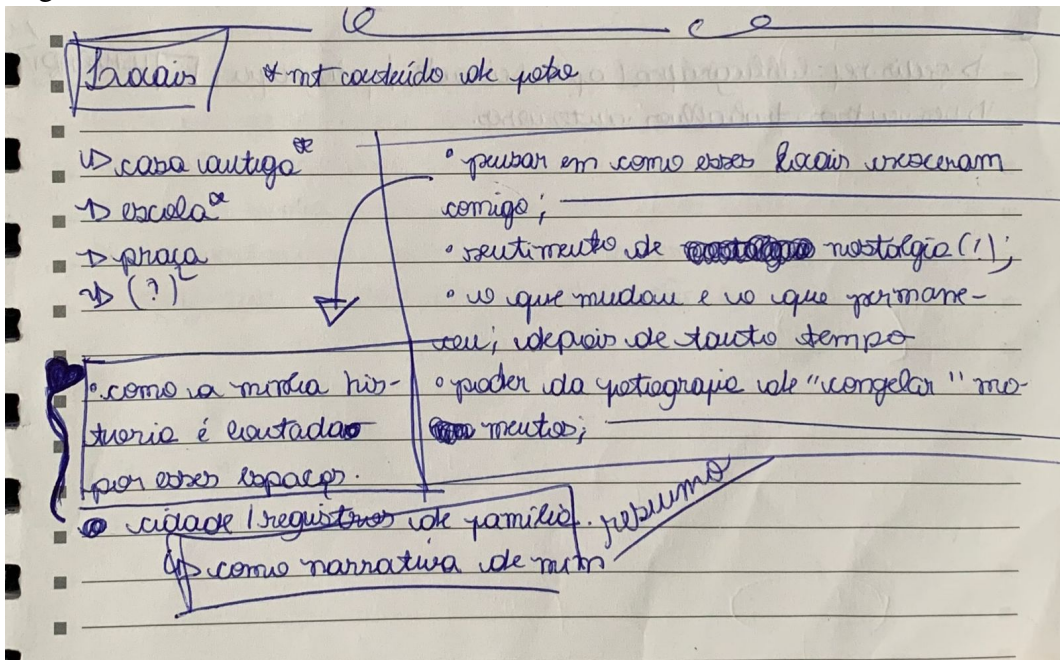 Locais * mt conteúdo de foto
↳ casa antiga *
↳ escola *
↳ praça
↳ (?)
• pensar em como esses locais cresceram
comigo;
• sentimento de nostalgia (!);
• o que mudou e o que permane-
ceu; depois de tanto tempo
• poder da fotografia de "congelar" mo-
mentos;
• como a minha his-
tória é contada
por esses espaços.
cidade / registros de família.
↳ como narrativa de mim
resumo